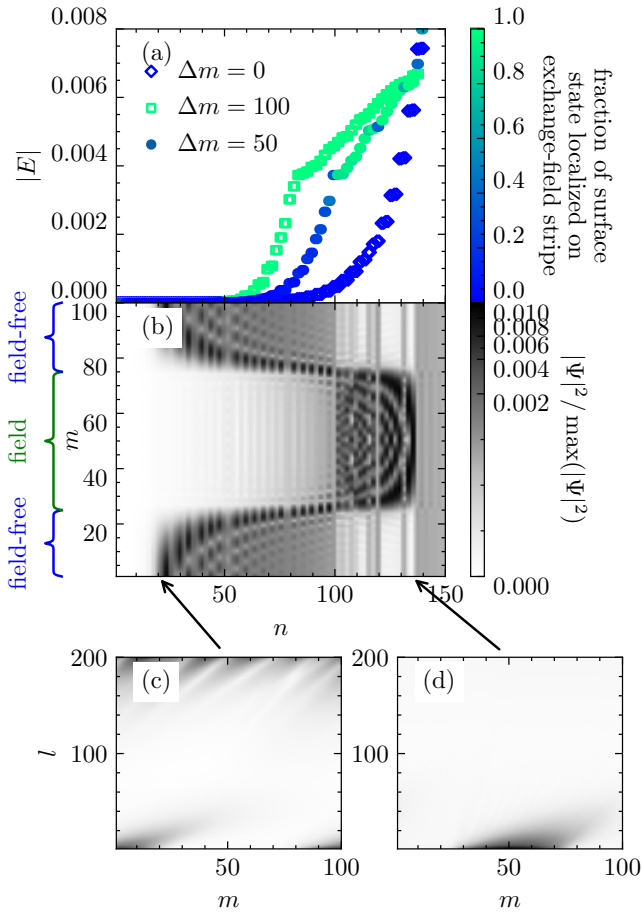 0.008
0.006
0.004
0.002
0.000
|E|
(a)
Δm = 0
Δm = 100
Δm = 50
1.0
0.8
0.6
0.4
0.2
0.0
fraction of surface
state localized on
exchange-field stripe
field-free
field
field-free
100
80
60
40
20
m
(b)
50
100
150
n
0.010
0.008
0.006
0.004
0.002
0.000
|Ψ|² / max(|Ψ|²)
200
100
l
(c)
50
100
m
(d)
50
100
m